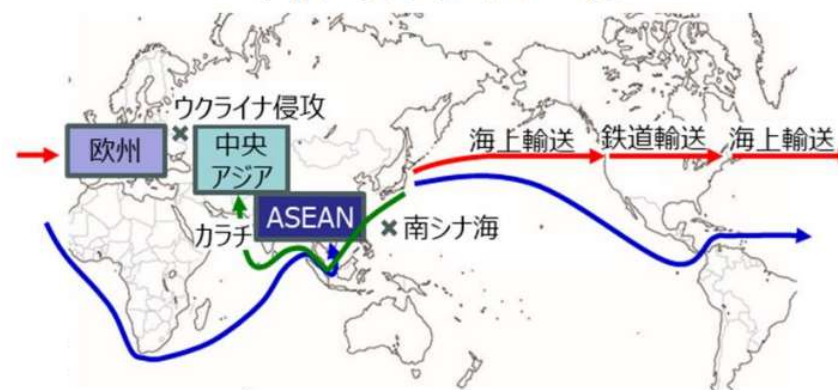 ウクライナ侵攻
欧州
中央
アジア
海上輸送
鉄道輸送
海上輸送
ASEAN
カラチ
南シナ海